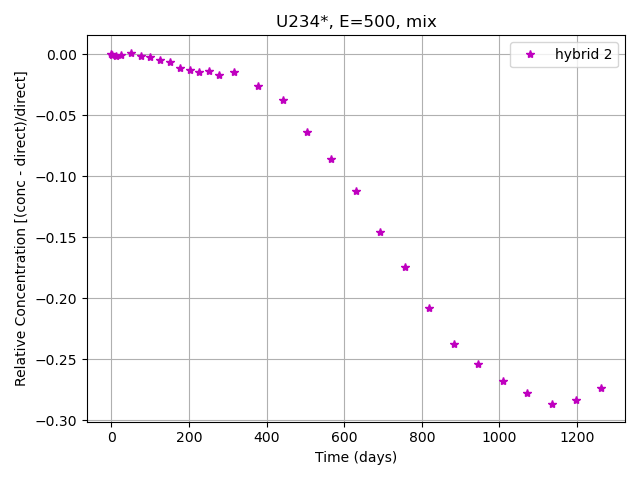 U234*, E=500, mix
hybrid 2
Relative Concentration [(conc - direct)/direct]
0.00
−0.05
−0.10
−0.15
−0.20
−0.25
−0.30
0 200 400 600 800 1000 1200
Time (days)